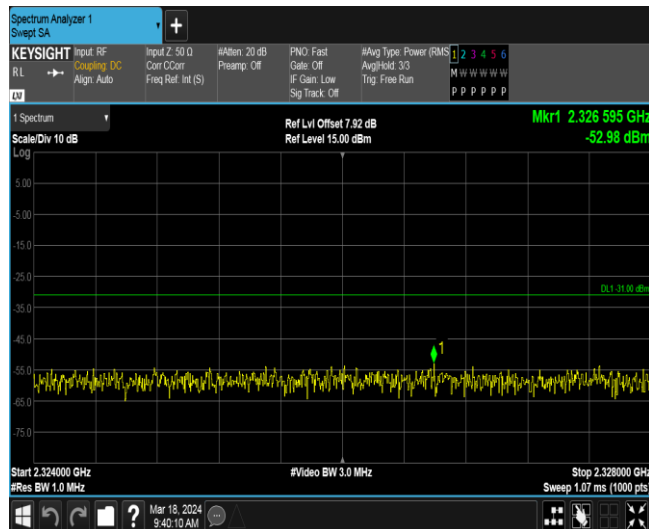 Spectrum Analyzer 1
Swept SA
+
KEYSIGHT Input: RF Input Z: 50 Ω #Atten: 20 dB PNO: Fast #Avg Type: Power (RMS 1 2 3 4 5 6
RL Coupling: DC Corr CCorr Preamp: Off Gate: Off Avg|Hold: 3/3 M W W W W W
Align: Auto Freq Ref: Int (S) IF Gain: Low Trig: Free Run
LXI Sig Track: Off P P P P P P
1 Spectrum Ref Lvl Offset 7.92 dB Mkr1 2.326 595 GHz
Scale/Div 10 dB Ref Level 15.00 dBm -52.98 dBm
Log
5.00
-5.00
-15.0
-25.0
DL1 -31.00 dBm
-35.0
-45.0
1
-55.0
-65.0
-75.0
Start 2.324000 GHz #Video BW 3.0 MHz Stop 2.328000 GHz
#Res BW 1.0 MHz Sweep 1.07 ms (1000 pts)
? Mar 18, 2024
9:40:10 AM